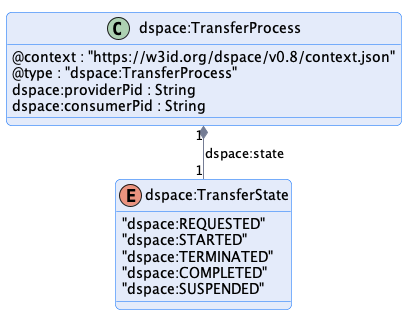 C dspace:TransferProcess
@context : "https://w3id.org/dspace/v0.8/context.json"
@type : "dspace:TransferProcess"
dspace:providerPid : String
dspace:consumerPid : String
1
dspace:state
1
E dspace:TransferState
"dspace:REQUESTED"
"dspace:STARTED"
"dspace:TERMINATED"
"dspace:COMPLETED"
"dspace:SUSPENDED"